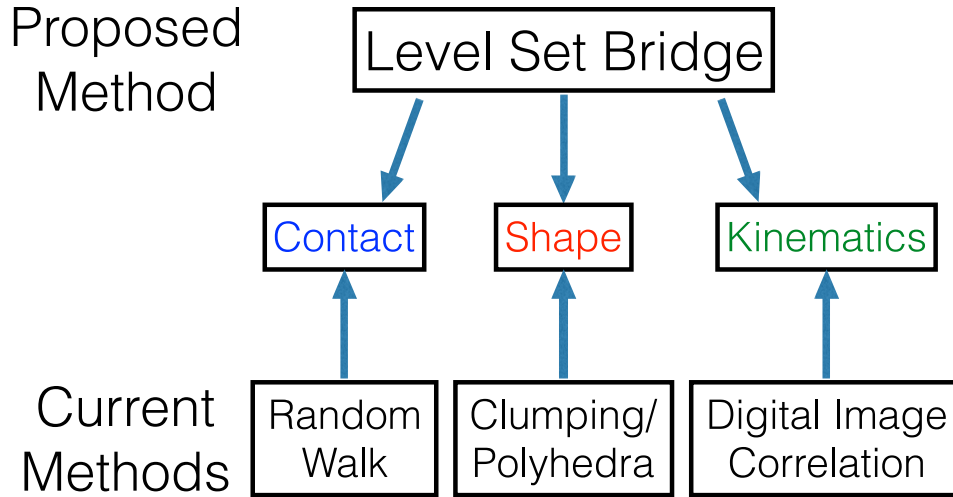 Proposed
Method
Level Set Bridge
Contact
Shape
Kinematics
Current
Methods
Random
Walk
Clumping/
Polyhedra
Digital Image
Correlation